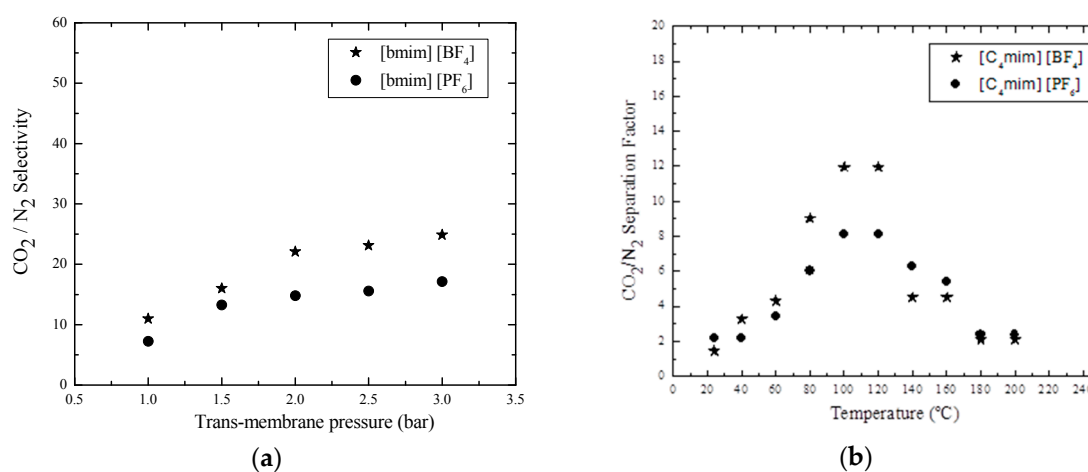 60
50
40
30
20
10
0
CO₂ / N₂ Selectivity
[bmim] [BF₄]
[bmim] [PF₆]
0.5 1.0 1.5 2.0 2.5 3.0 3.5
Trans-membrane pressure (bar)
(a)
20
18
16
14
12
10
8
6
4
2
0
CO₂/N₂ Separation Factor
[C₄mim] [BF₄]
[C₄mim] [PF₆]
0 20 40 60 80 100 120 140 160 180 200 220 240
Temperature (°C)
(b)